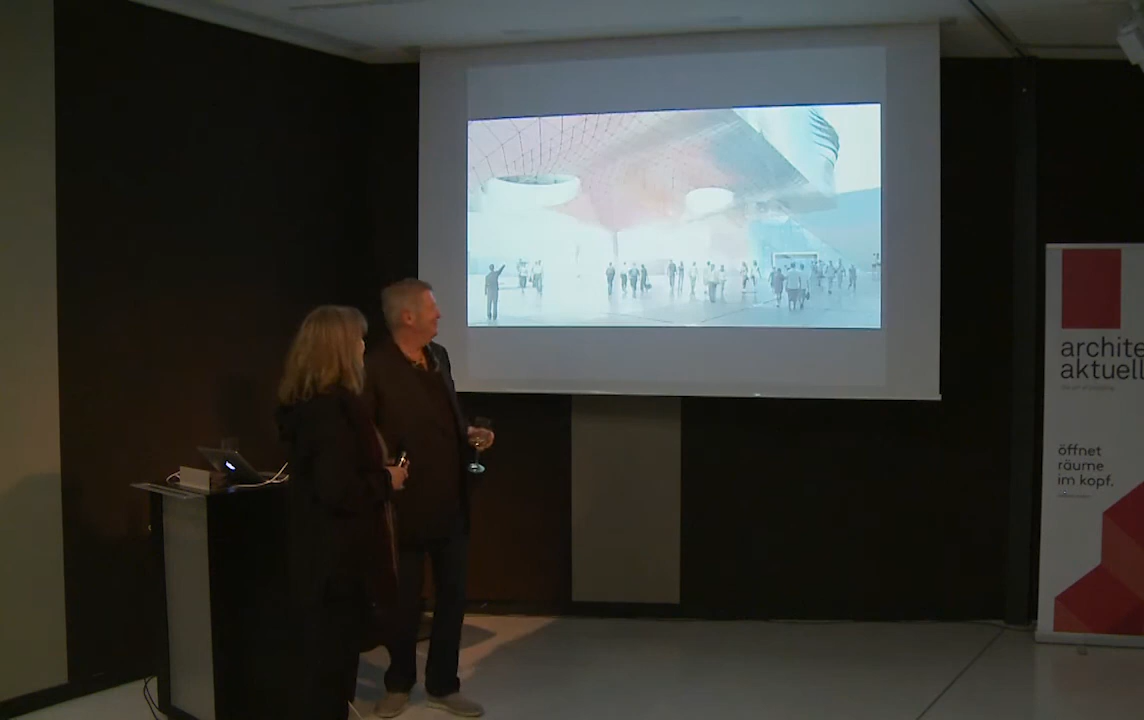 archite
aktuell
öffnet
räume
im kopf.